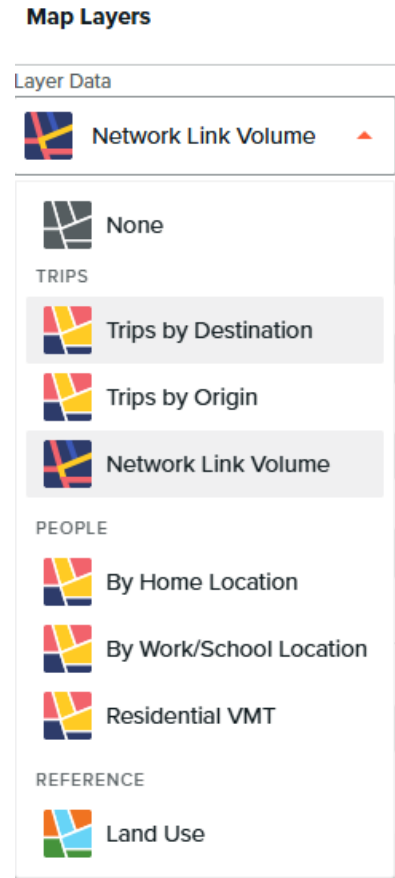 Map Layers
Layer Data
Network Link Volume
None
TRIPS
Trips by Destination
Trips by Origin
Network Link Volume
PEOPLE
By Home Location
By Work/School Location
Residential VMT
REFERENCE
Land Use